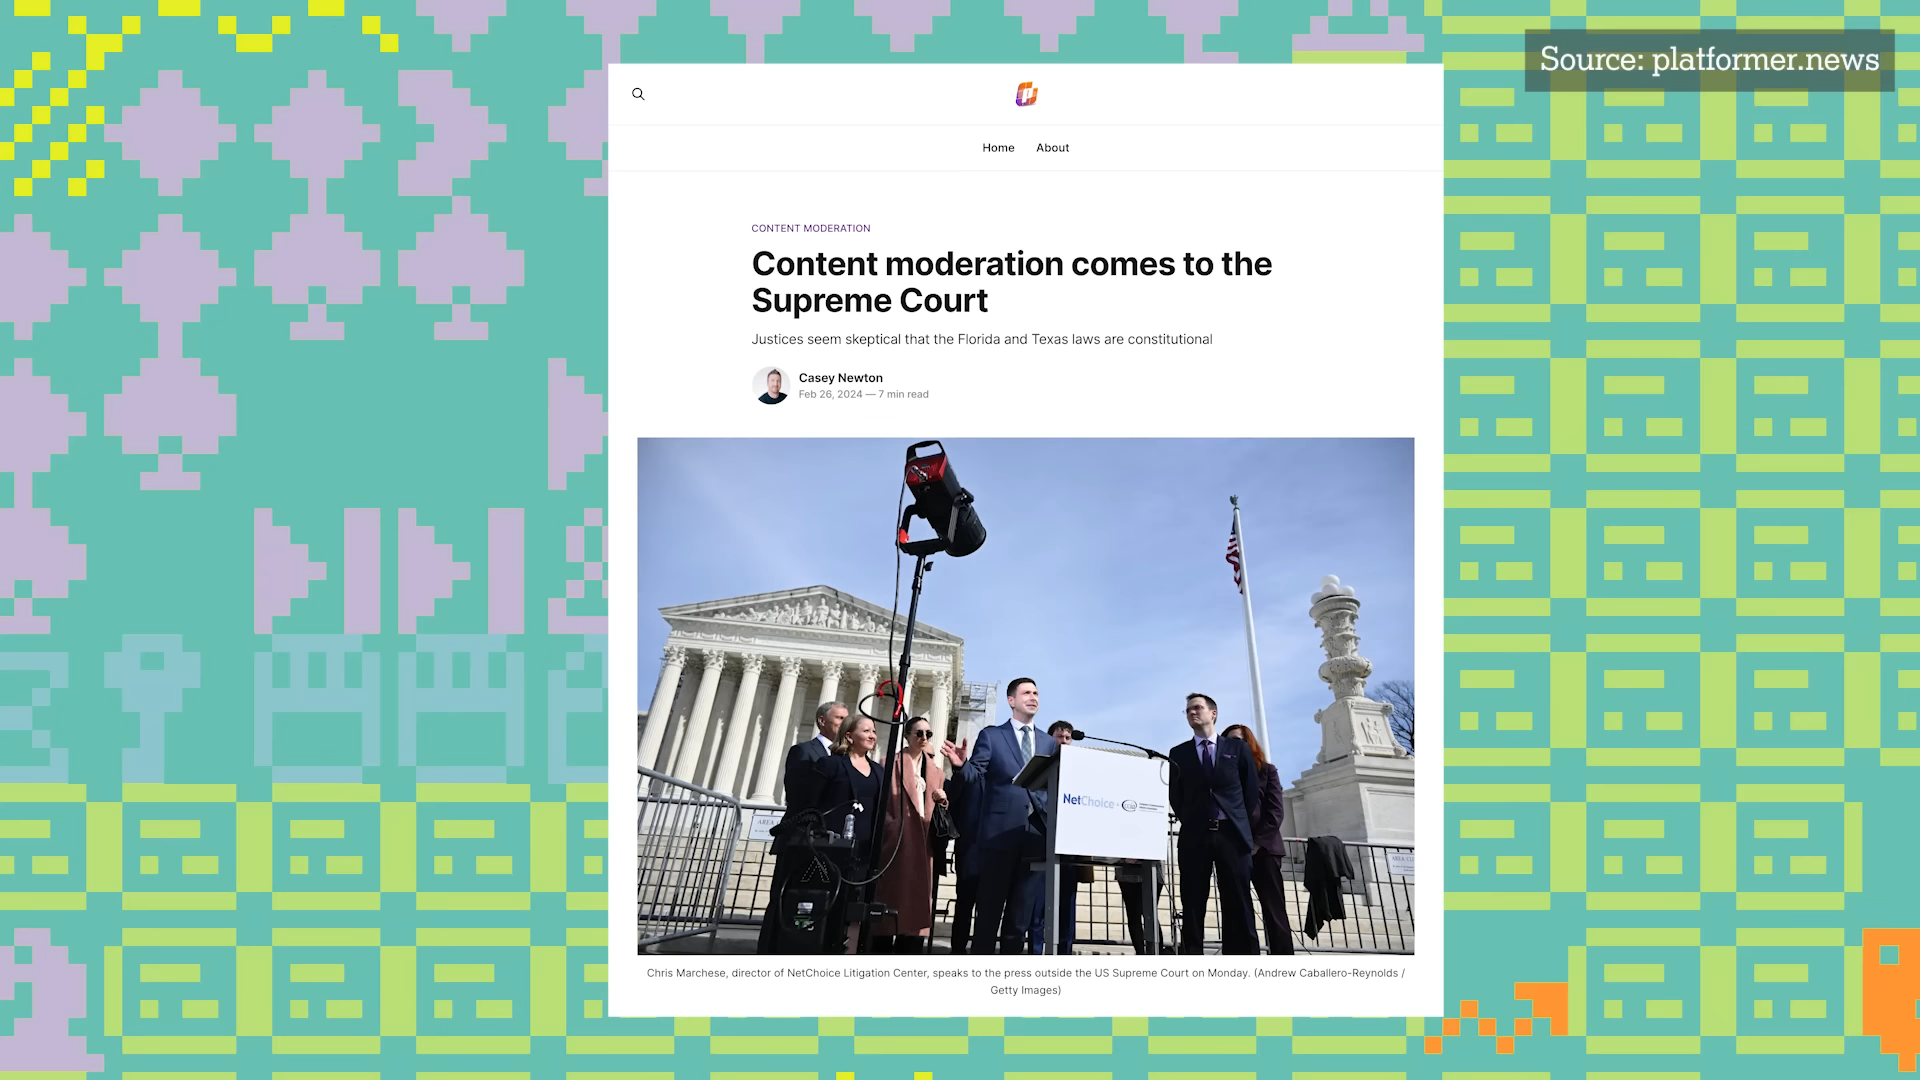 Source: platformer.news
Home About
CONTENT MODERATION
Content moderation comes to the
Supreme Court
Justices seem skeptical that the Florida and Texas laws are constitutional
Casey Newton
Feb 26, 2024 — 7 min read
NetChoice
Chris Marchese, director of NetChoice Litigation Center, speaks to the press outside the US Supreme Court on Monday. (Andrew Caballero-Reynolds /
Getty Images)